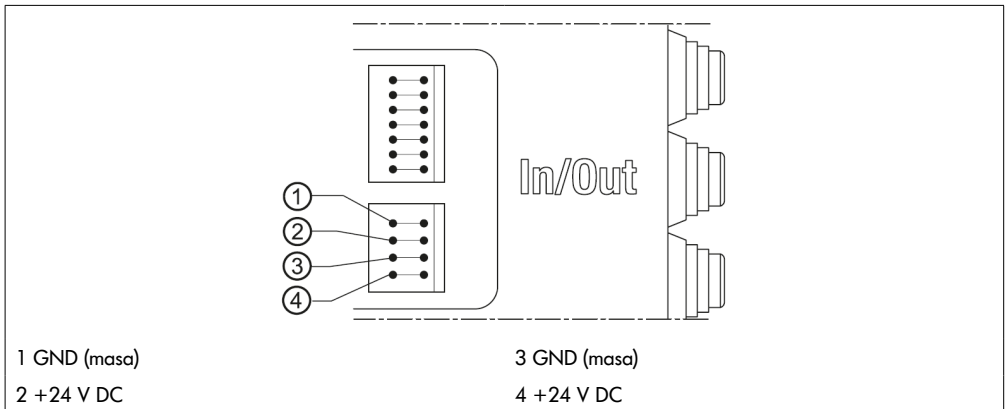 In/Out
1
2
3
4
1 GND (masa)
3 GND (masa)
2 +24 V DC
4 +24 V DC